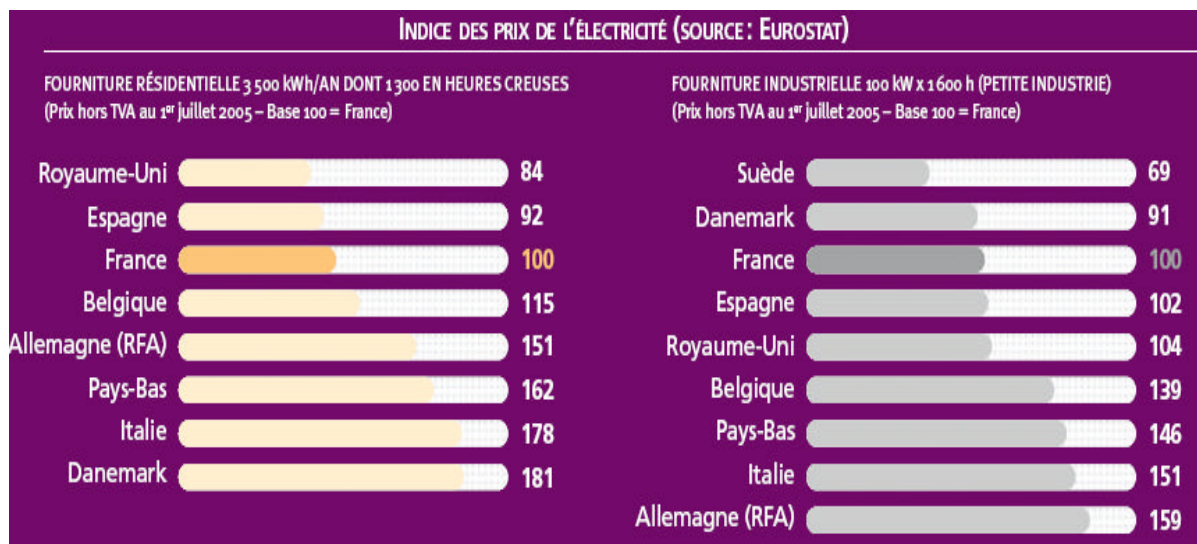 INDICE DES PRIX DE L'ÉLECTRICITÉ (SOURCE : EUROSTAT)
FOURNITURE RÉSIDENTIELLE 3 500 kWh/AN DONT 1 300 EN HEURES CREUSES
(Prix hors TVA au 1er juillet 2005 – Base 100 = France)
Royaume-Uni 84
Espagne 92
France 100
Belgique 115
Allemagne (RFA) 151
Pays-Bas 162
Italie 178
Danemark 181
FOURNITURE INDUSTRIELLE 100 kW x 1 600 h (PETITE INDUSTRIE)
(Prix hors TVA au 1er juillet 2005 – Base 100 = France)
Suède 69
Danemark 91
France 100
Espagne 102
Royaume-Uni 104
Belgique 139
Pays-Bas 146
Italie 151
Allemagne (RFA) 159